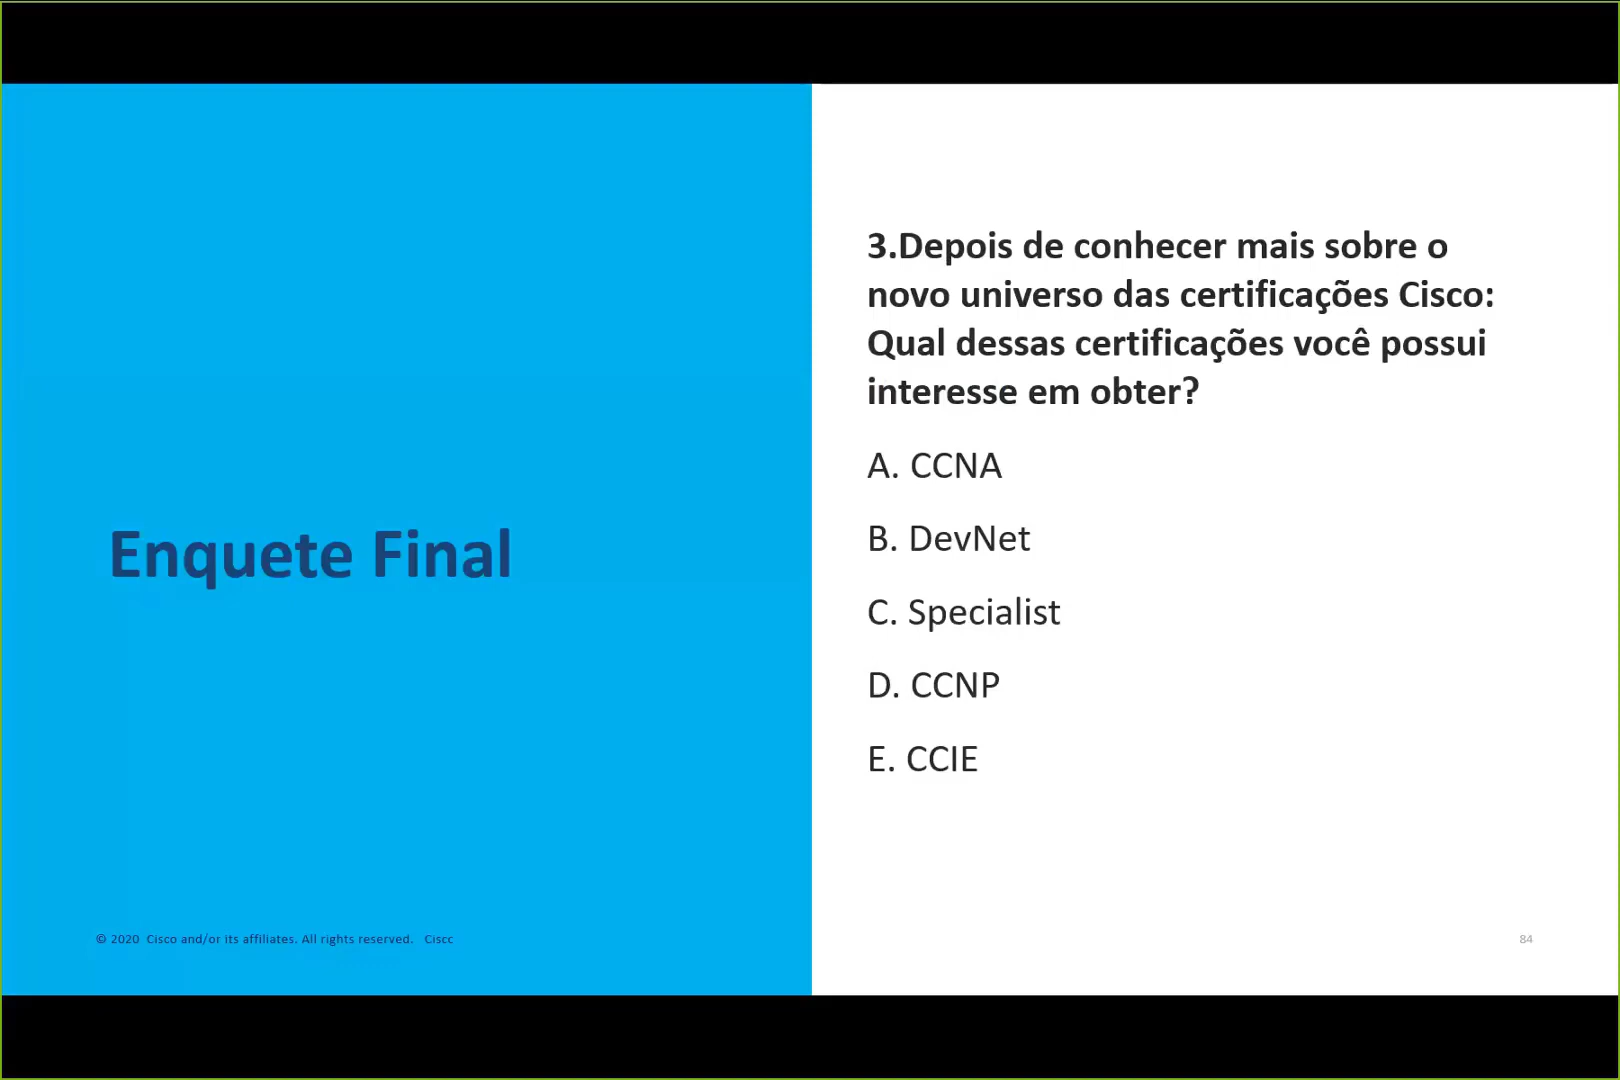 Enquete Final
3.Depois de conhecer mais sobre o
novo universo das certificações Cisco:
Qual dessas certificações você possui
interesse em obter?
A. CCNA
B. DevNet
C. Specialist
D. CCNP
E. CCIE
© 2020 Cisco and/or its affiliates. All rights reserved. Ciscc
84